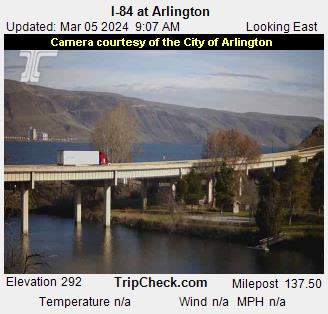 I-84 at Arlington
Updated: Mar 05 2024 9:07 AM Looking East
Camera courtesy of the City of Arlington
Elevation 292 TripCheck.com Milepost 137.50
Temperature n/a Wind n/a MPH n/a